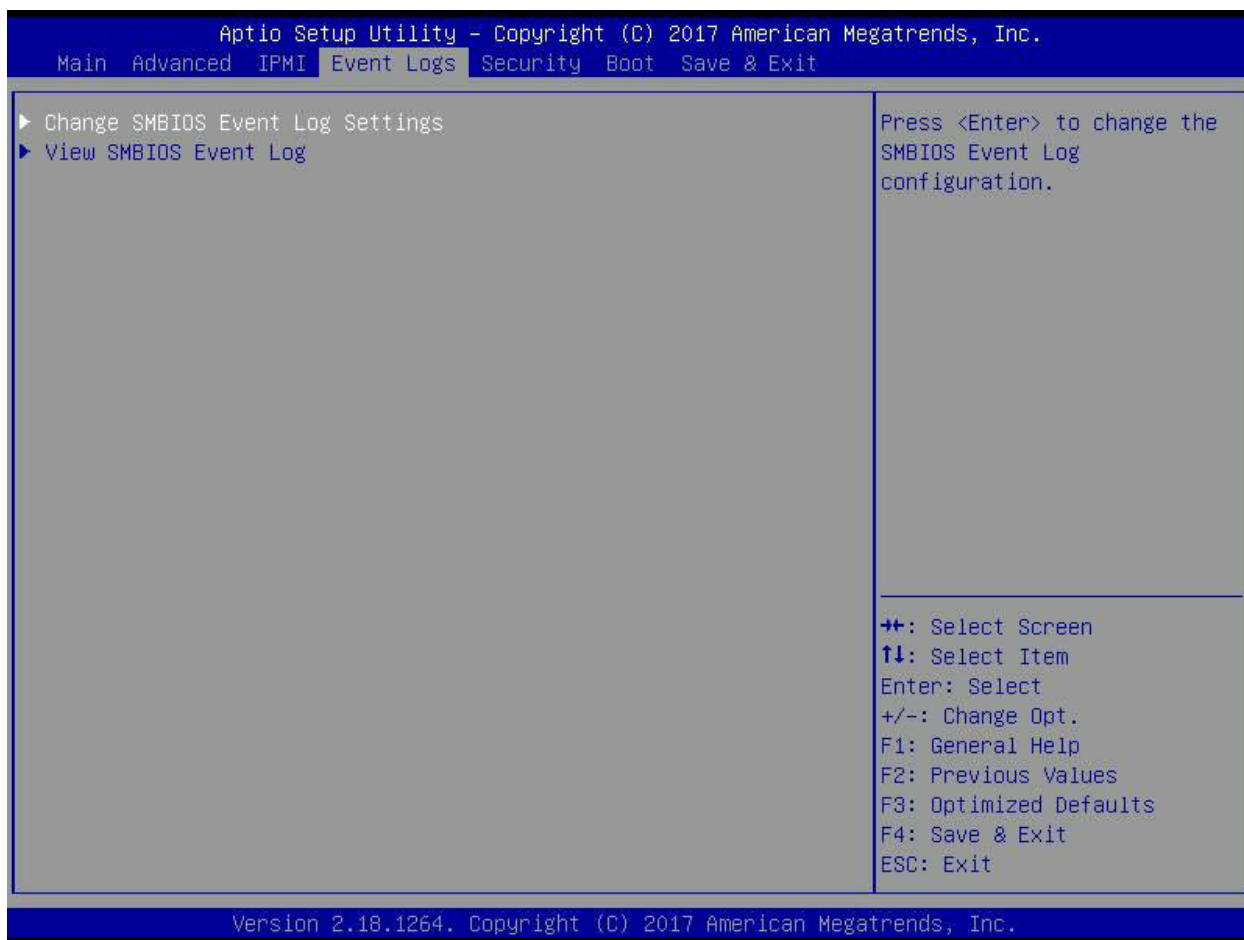 Aptio Setup Utility – Copyright (C) 2017 American Megatrends, Inc.
Main Advanced IPMI Event Logs Security Boot Save & Exit
▶ Change SMBIOS Event Log Settings
▶ View SMBIOS Event Log
Press <Enter> to change the
SMBIOS Event Log
configuration.
→←: Select Screen
↑↓: Select Item
Enter: Select
+/-: Change Opt.
F1: General Help
F2: Previous Values
F3: Optimized Defaults
F4: Save & Exit
ESC: Exit
Version 2.18.1264. Copyright (C) 2017 American Megatrends, Inc.